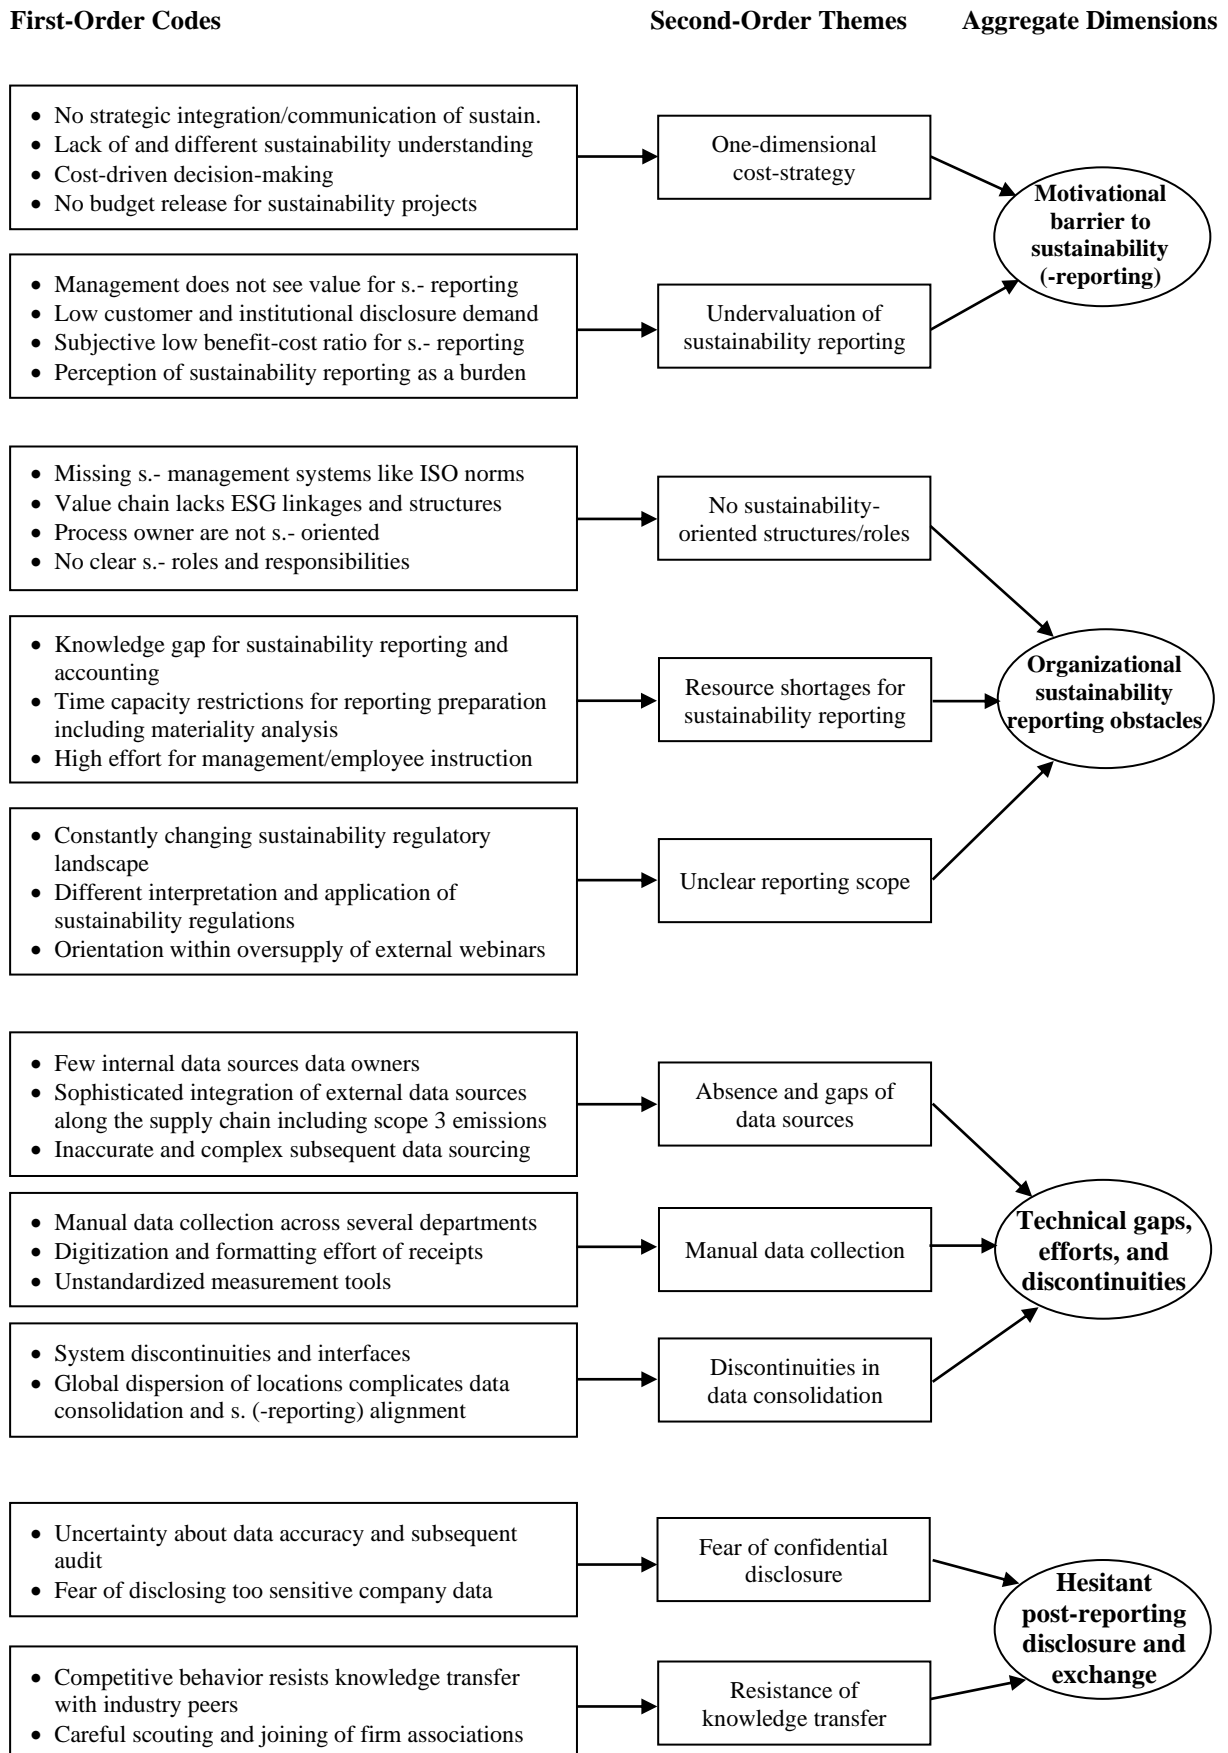 First-Order Codes
Second-Order Themes
Aggregate Dimensions
• No strategic integration/communication of sustain.
• Lack of and different sustainability understanding
• Cost-driven decision-making
• No budget release for sustainability projects
One-dimensional
cost-strategy
• Management does not see value for s.- reporting
• Low customer and institutional disclosure demand
• Subjective low benefit-cost ratio for s.- reporting
• Perception of sustainability reporting as a burden
Undervaluation of
sustainability reporting
Motivational
barrier to
sustainability
(-reporting)
• Missing s.- management systems like ISO norms
• Value chain lacks ESG linkages and structures
• Process owner are not s.- oriented
• No clear s.- roles and responsibilities
No sustainability-
oriented structures/roles
• Knowledge gap for sustainability reporting and
accounting
• Time capacity restrictions for reporting preparation
including materiality analysis
• High effort for management/employee instruction
Resource shortages for
sustainability reporting
• Constantly changing sustainability regulatory
landscape
• Different interpretation and application of
sustainability regulations
• Orientation within oversupply of external webinars
Unclear reporting scope
Organizational
sustainability
reporting obstacles
• Few internal data sources data owners
• Sophisticated integration of external data sources
along the supply chain including scope 3 emissions
• Inaccurate and complex subsequent data sourcing
Absence and gaps of
data sources
• Manual data collection across several departments
• Digitization and formatting effort of receipts
• Unstandardized measurement tools
Manual data collection
• System discontinuities and interfaces
• Global dispersion of locations complicates data
consolidation and s. (-reporting) alignment
Discontinuities in
data consolidation
Technical gaps,
efforts, and
discontinuities
• Uncertainty about data accuracy and subsequent
audit
• Fear of disclosing too sensitive company data
Fear of confidential
disclosure
• Competitive behavior resists knowledge transfer
with industry peers
• Careful scouting and joining of firm associations
Resistance of
knowledge transfer
Hesitant
post-reporting
disclosure and
exchange